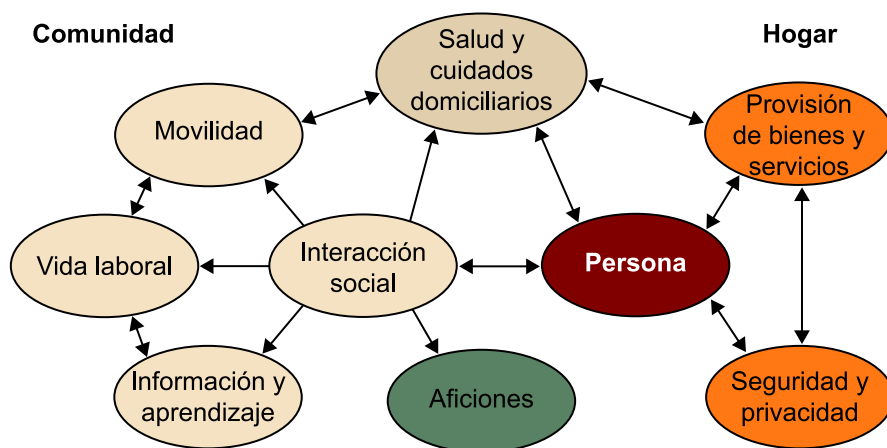 Comunidad
Hogar
Salud y
cuidados
domiciliarios
Movilidad
Provisión
de bienes y
servicios
Vida laboral
Interacción
social
Persona
Información y
aprendizaje
Aficiones
Seguridad y
privacidad